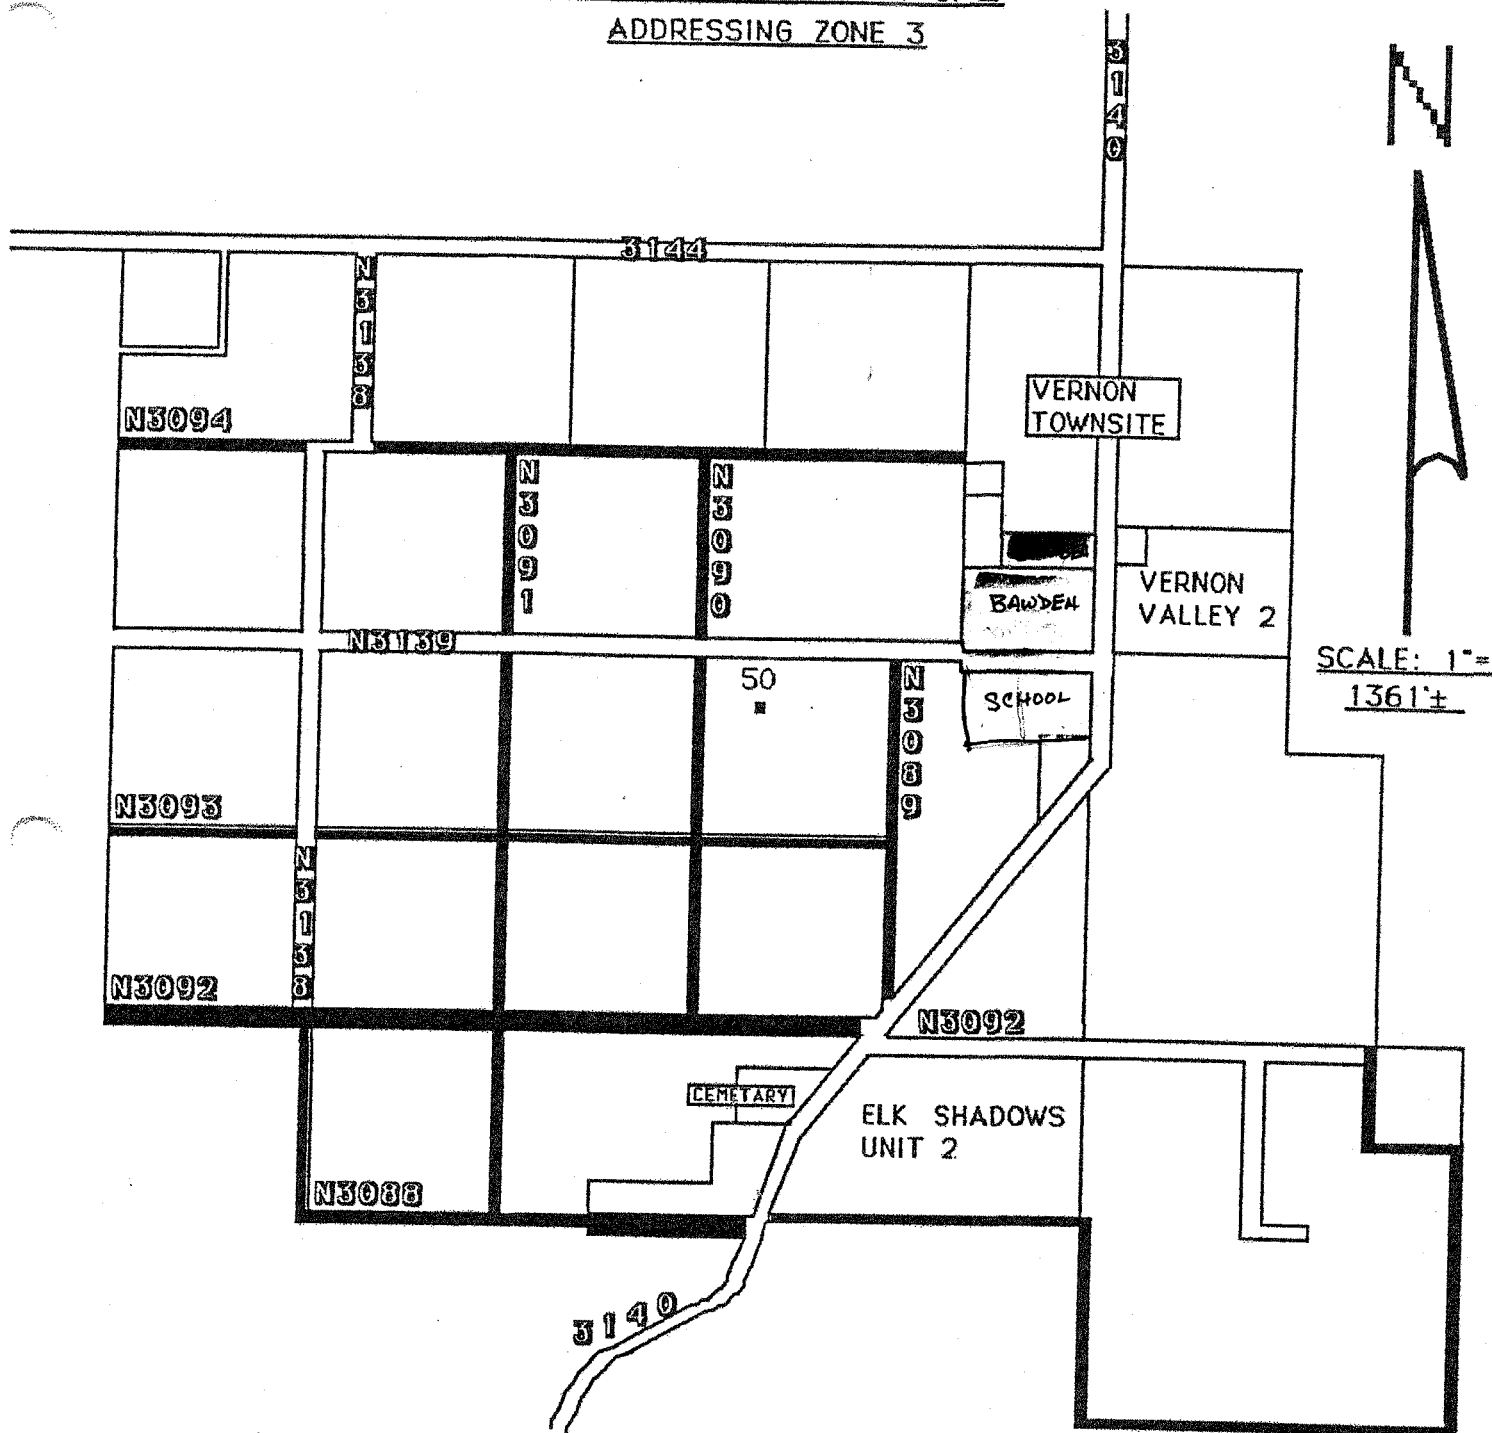 ADDRESSING ZONE 3
3140
N
3144
N3138
N3094
VERNON
TOWNSITE
N3091
N3090
BAWDEN
VERNON
VALLEY 2
N3139
50
N3089
SCHOOL
SCALE: 1"=
1361'±
N3093
N3138
N3092
N3092
CEMETARY
ELK SHADOWS
UNIT 2
N3088
3140